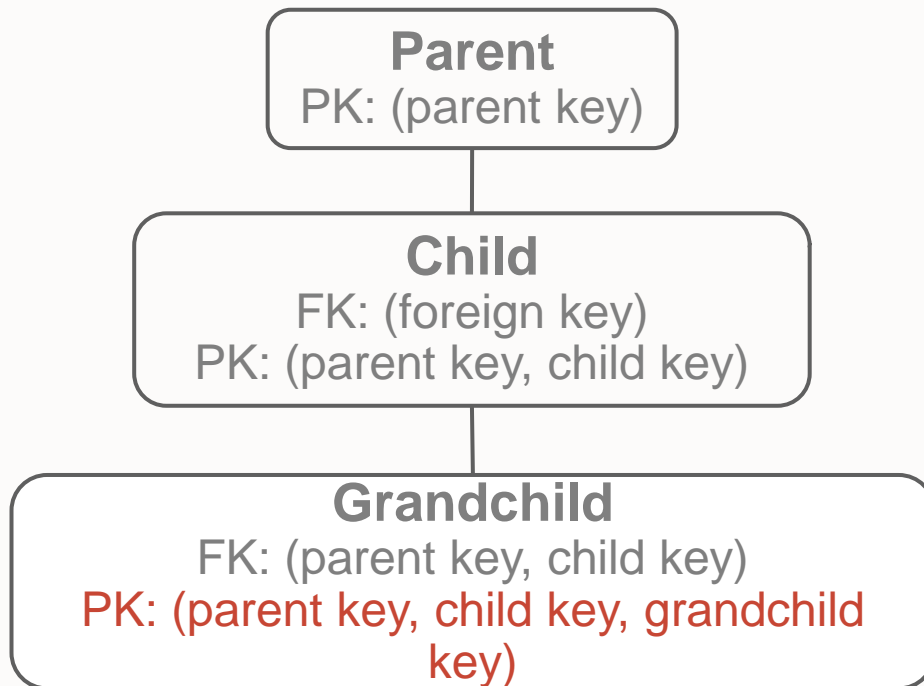 Parent
PK: (parent key)
Child
FK: (foreign key)
PK: (parent key, child key)
Grandchild
FK: (parent key, child key)
PK: (parent key, child key, grandchild
key)